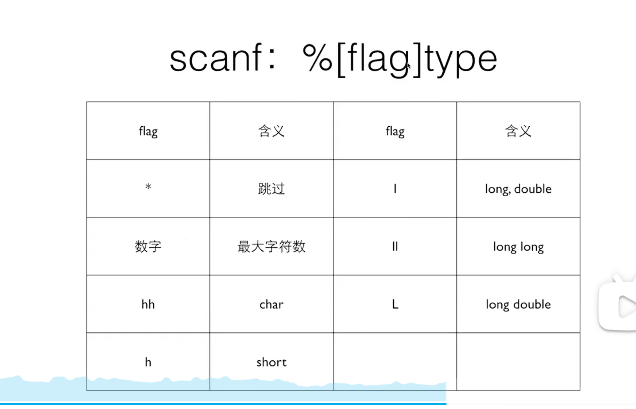 scanf：%[flag]type
flag 含义 flag 含义
* 跳过 l long, double
数字 最大字符数 ll long long
hh char L long double
h short